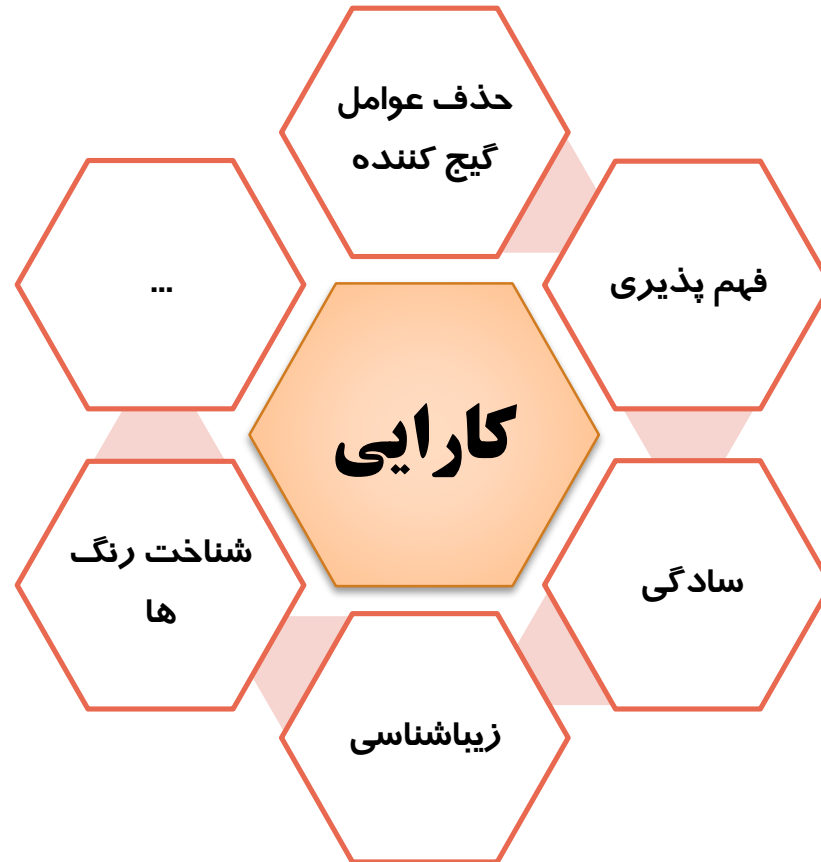 حذف عوامل
گیج کننده
فهم پذیری
سادگی
زیباشناسی
شناخت رنگ
ها
...
کارایی